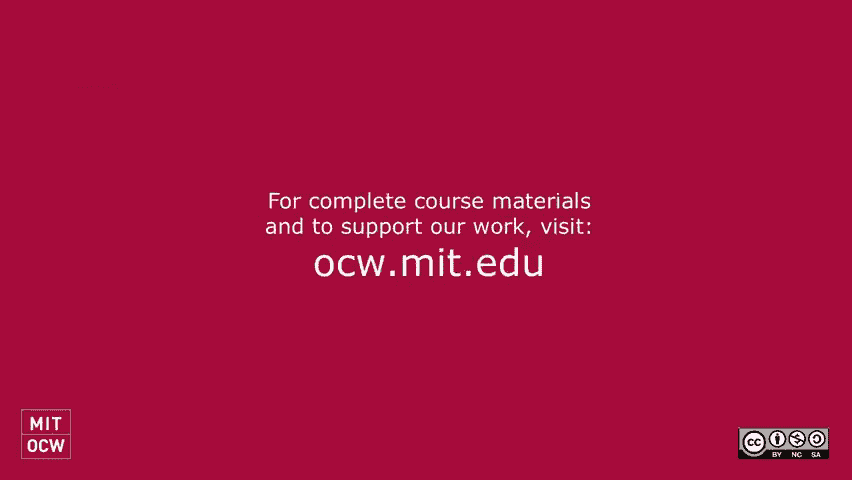 For complete course materials
and to support our work, visit:
ocw.mit.edu
MIT
OCW
cc
BY NC SA